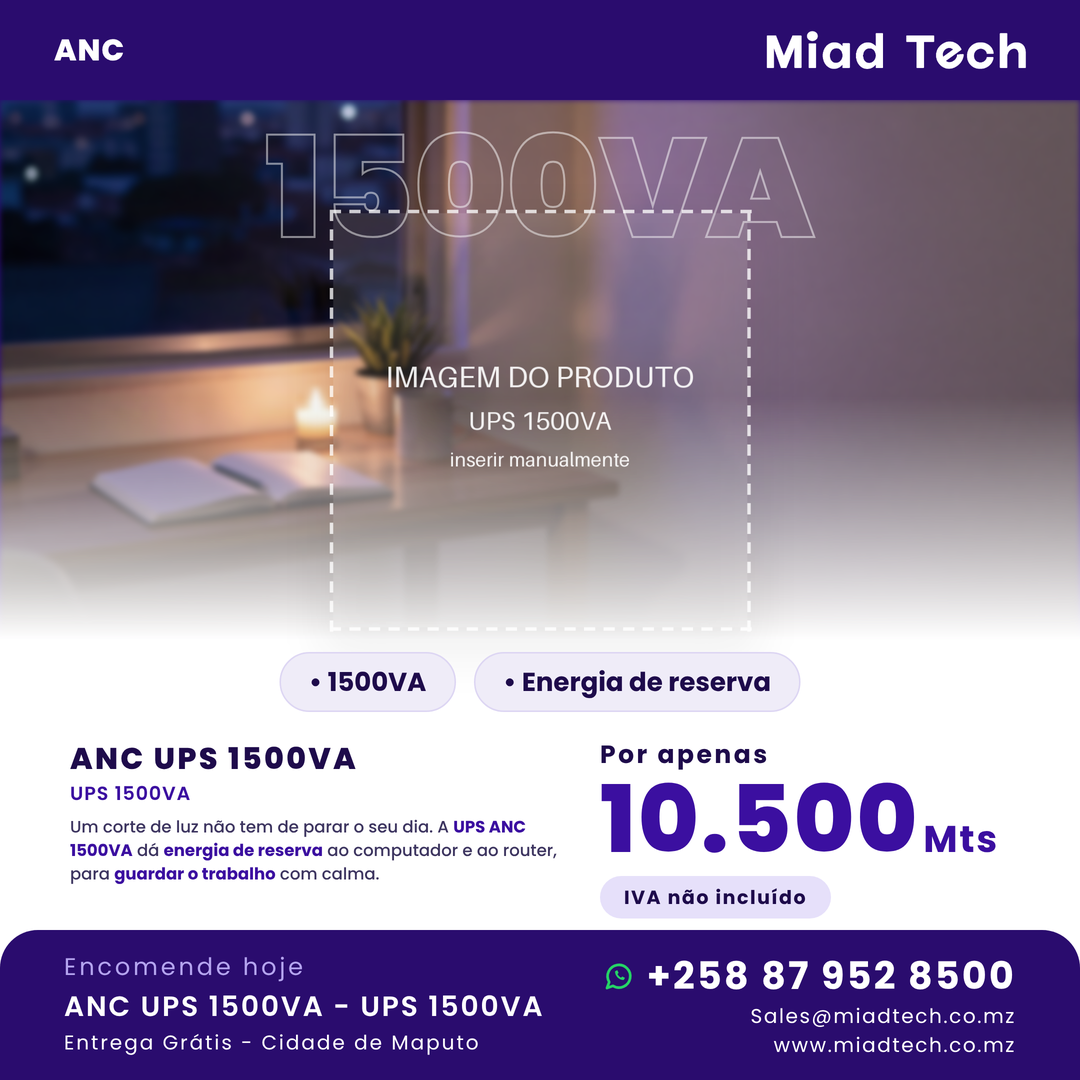 ANC
Miad Tech
1500VA
IMAGEM DO PRODUTO
UPS 1500VA
inserir manualmente
• 1500VA
• Energia de reserva
ANC UPS 1500VA
UPS 1500VA
Um corte de luz não tem de parar o seu dia. A UPS ANC
1500VA dá energia de reserva ao computador e ao router,
para guardar o trabalho com calma.
Por apenas
10.500 Mts
IVA não incluído
Encomende hoje
ANC UPS 1500VA – UPS 1500VA
Entrega Grátis – Cidade de Maputo
+258 87 952 8500
Sales@miadtech.co.mz
www.miadtech.co.mz